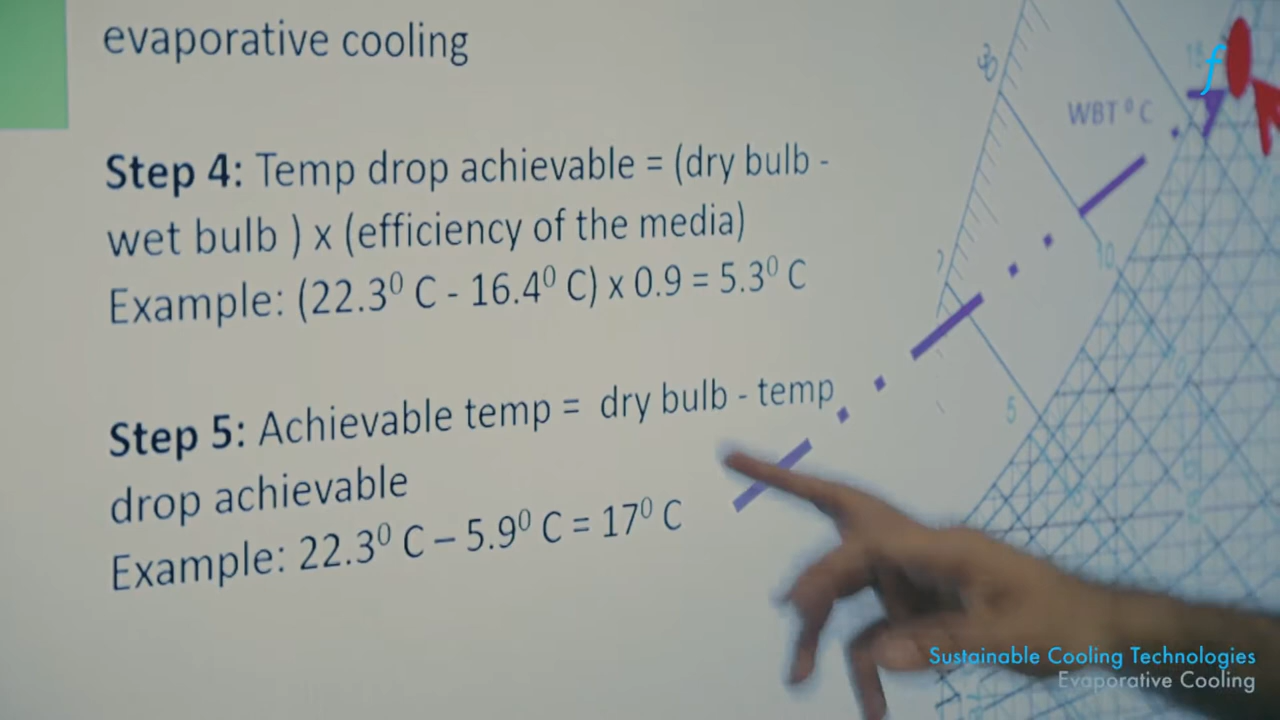 evaporative cooling
Step 4: Temp drop achievable = (dry bulb -
wet bulb ) x (efficiency of the media)
Example: (22.3⁰ C - 16.4⁰ C) x 0.9 = 5.3⁰ C
Step 5: Achievable temp = dry bulb - temp
drop achievable
Example: 22.3⁰ C – 5.9⁰ C = 17⁰ C
WBT ⁰ C
10
5
f
Sustainable Cooling Technologies
Evaporative Cooling